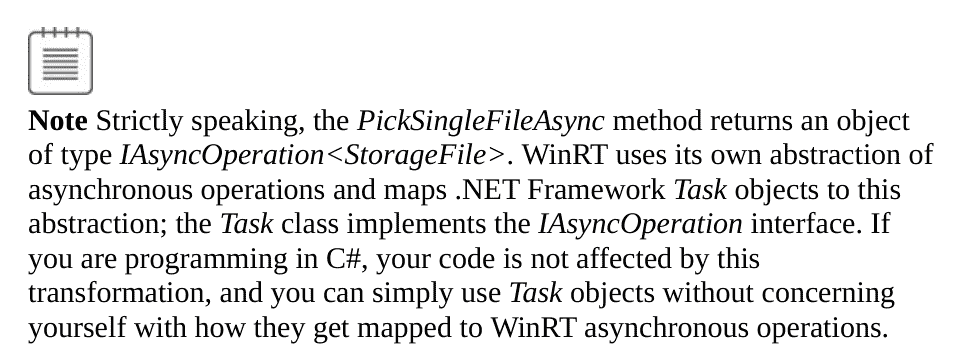 Note Strictly speaking, the PickSingleFileAsync method returns an object
of type IAsyncOperation<StorageFile>. WinRT uses its own abstraction of
asynchronous operations and maps .NET Framework Task objects to this
abstraction; the Task class implements the IAsyncOperation interface. If
you are programming in C#, your code is not affected by this
transformation, and you can simply use Task objects without concerning
yourself with how they get mapped to WinRT asynchronous operations.